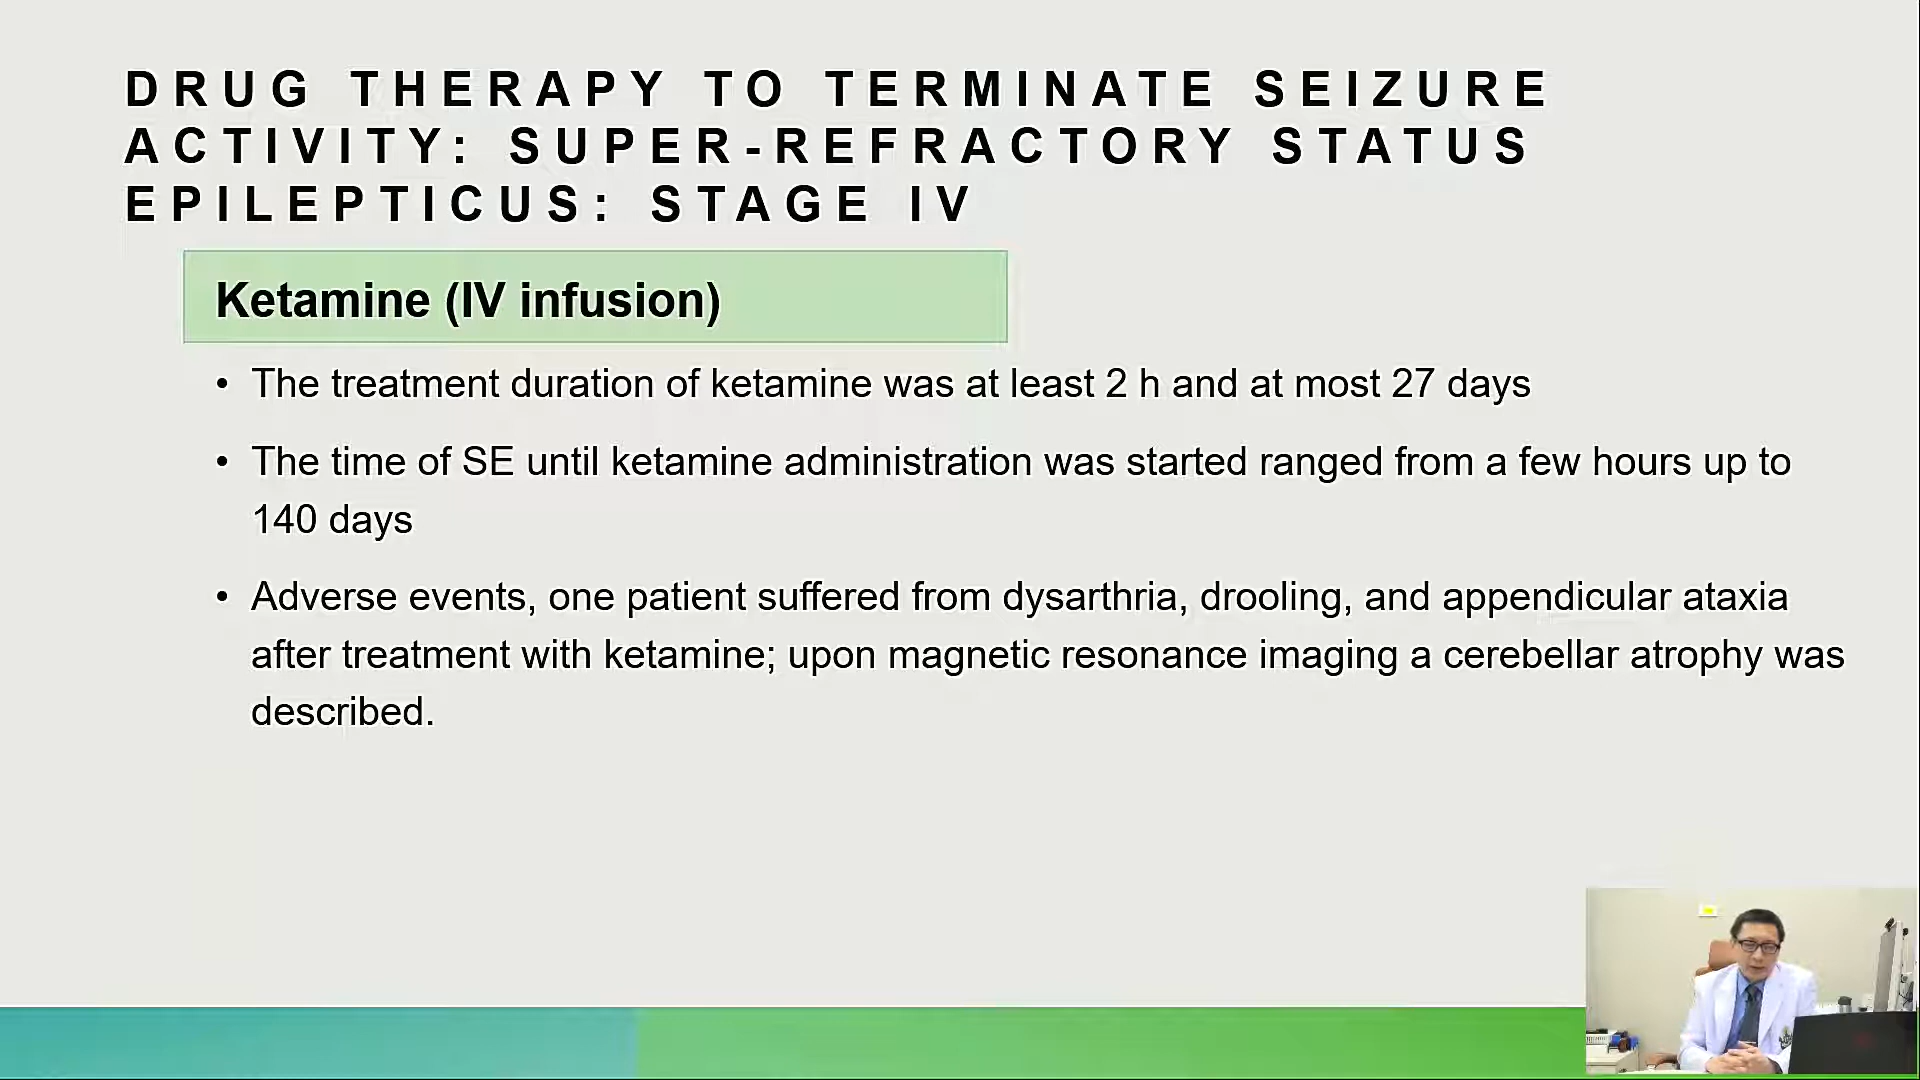 DRUG THERAPY TO TERMINATE SEIZURE
ACTIVITY: SUPER-REFRACTORY STATUS
EPILEPTICUS: STAGE IV
Ketamine (IV infusion)
• The treatment duration of ketamine was at least 2 h and at most 27 days
• The time of SE until ketamine administration was started ranged from a few hours up to
140 days
• Adverse events, one patient suffered from dysarthria, drooling, and appendicular ataxia
after treatment with ketamine; upon magnetic resonance imaging a cerebellar atrophy was
described.